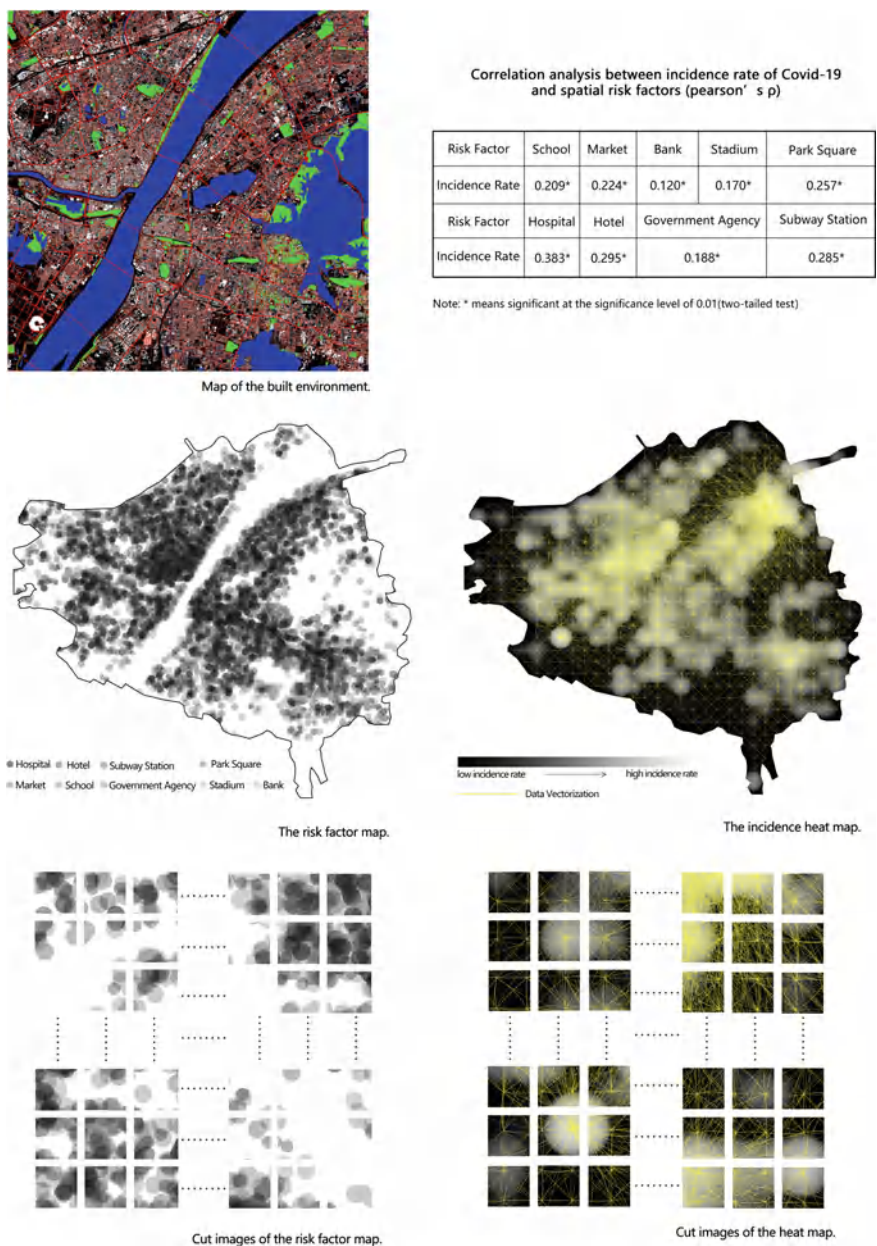 Correlation analysis between incidence rate of Covid-19
and spatial risk factors (pearson' s ρ)
Risk Factor School Market Bank Stadium Park Square
Incidence Rate 0.209* 0.224* 0.120* 0.170* 0.257*
Risk Factor Hospital Hotel Government Agency Subway Station
Incidence Rate 0.383* 0.295* 0.188* 0.285*
Note: * means significant at the significance level of 0.01(two-tailed test)
Map of the built environment.
Hospital Hotel Subway Station Park Square
Market School Government Agency Stadium Bank
The risk factor map.
low incidence rate high incidence rate
Data Vectorization
The incidence heat map.
Cut images of the risk factor map.
Cut images of the heat map.